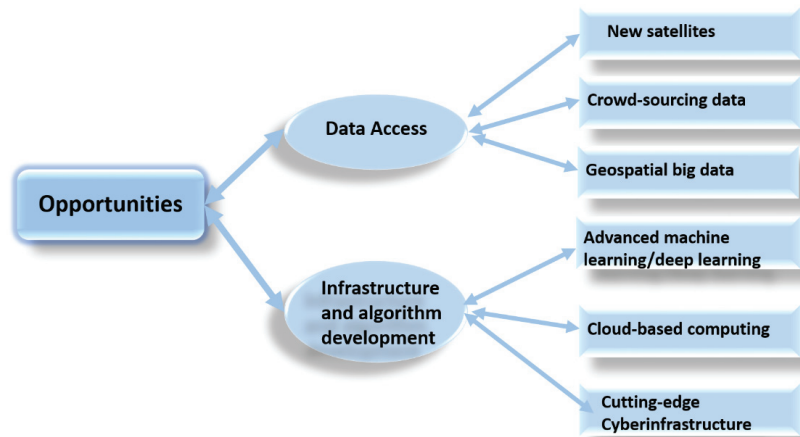 Opportunities
Data Access
New satellites
Crowd-sourcing data
Geospatial big data
Infrastructure
and algorithm
development
Advanced machine
learning/deep learning
Cloud-based computing
Cutting-edge
Cyberinfrastructure